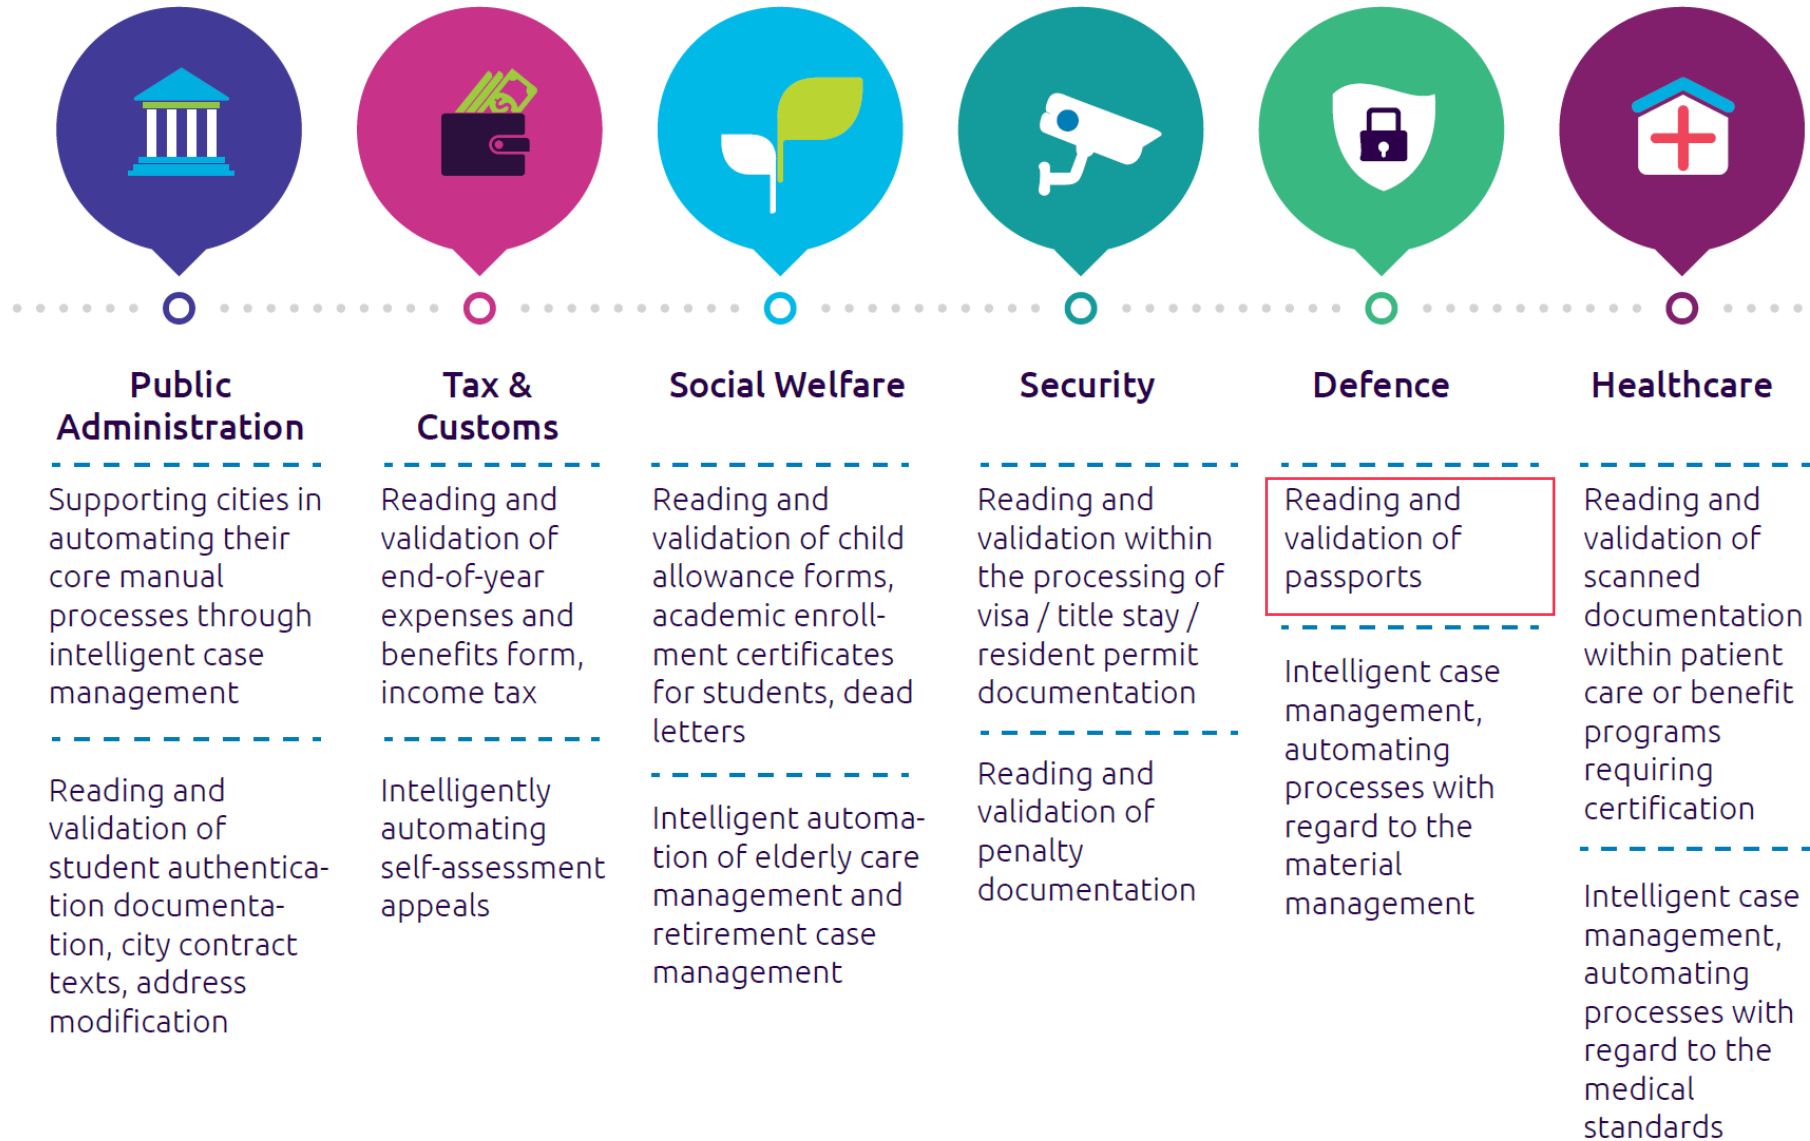 Public
Administration
Supporting cities in
automating their
core manual
processes through
intelligent case
management
Reading and
validation of
student authentica-
tion documenta-
tion, city contract
texts, address
modification
Tax &
Customs
Reading and
validation of
end-of-year
expenses and
benefits form,
income tax
Intelligently
automating
self-assessment
appeals
Social Welfare
Reading and
validation of child
allowance forms,
academic enroll-
ment certificates
for students, dead
letters
Intelligent automa-
tion of elderly care
management and
retirement case
management
Security
Reading and
validation within
the processing of
visa / title stay /
resident permit
documentation
Reading and
validation of
penalty
documentation
Defence
Reading and
validation of
passports
Intelligent case
management,
automating
processes with
regard to the
material
management
Healthcare
Reading and
validation of
scanned
documentation
within patient
care or benefit
programs
requiring
certification
Intelligent case
management,
automating
processes with
regard to the
medical
standards